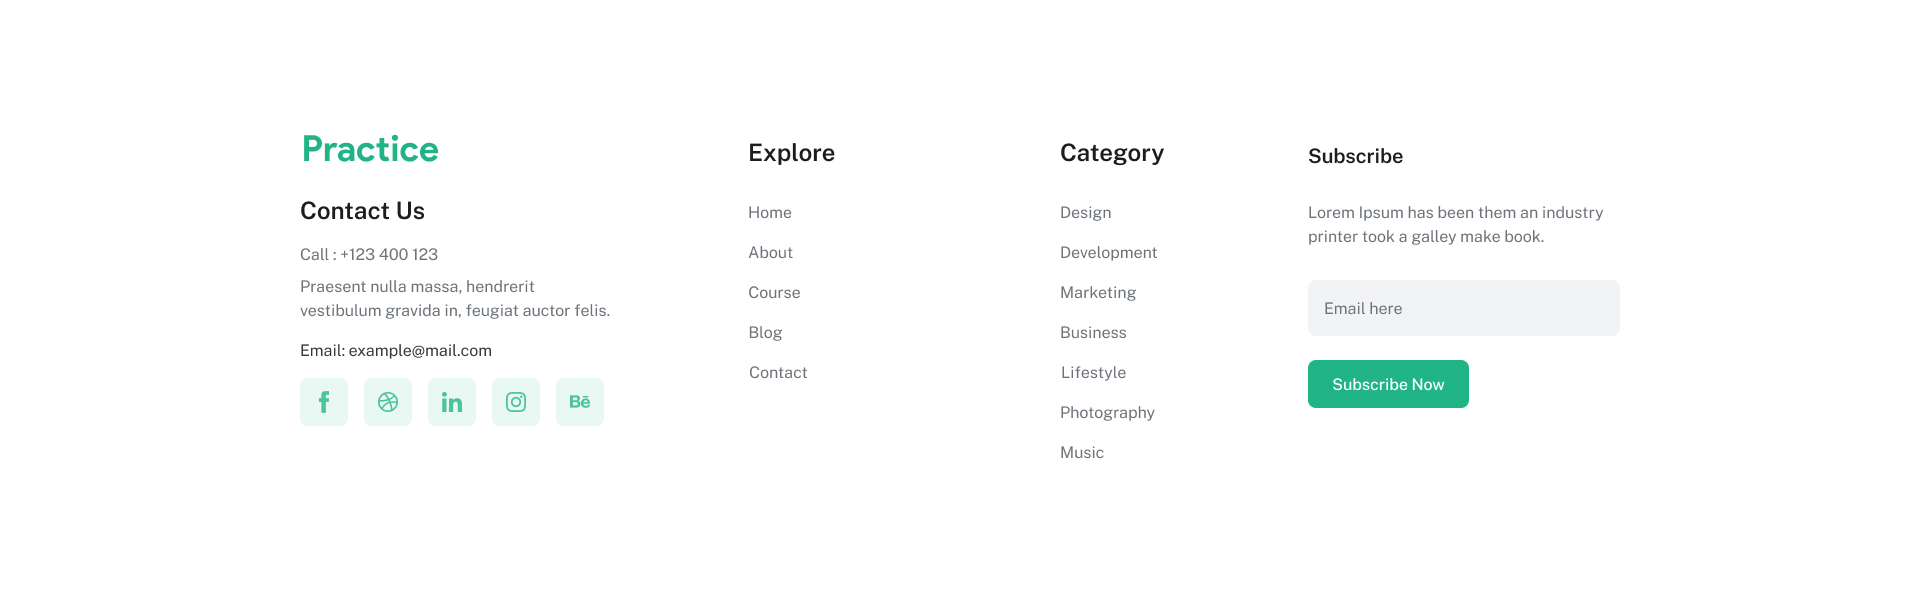 Practice
Contact Us
Call : +123 400 123
Praesent nulla massa, hendrerit
vestibulum gravida in, feugiat auctor felis.
Email: example@mail.com
f
in
Bē
Explore
Home
About
Course
Blog
Contact
Category
Design
Development
Marketing
Business
Lifestyle
Photography
Music
Subscribe
Lorem Ipsum has been them an industry
printer took a galley make book.
Email here
Subscribe Now